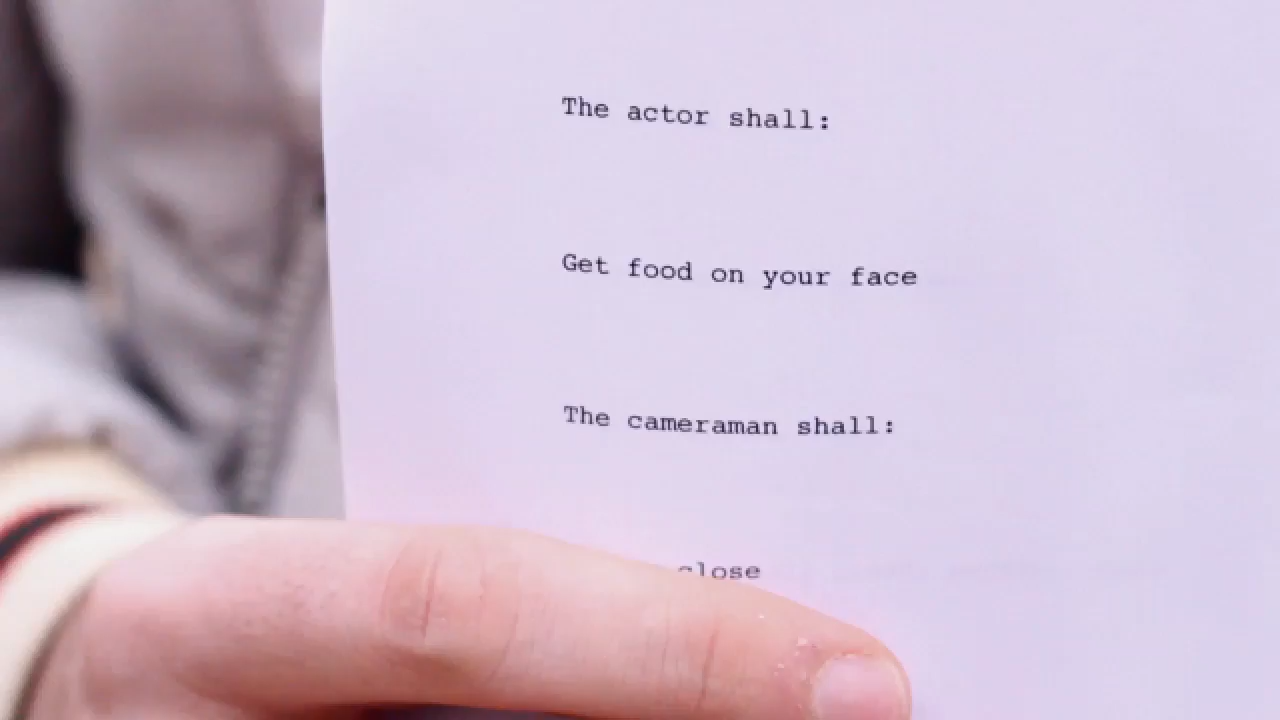 The actor shall:
Get food on your face
The cameraman shall:
close